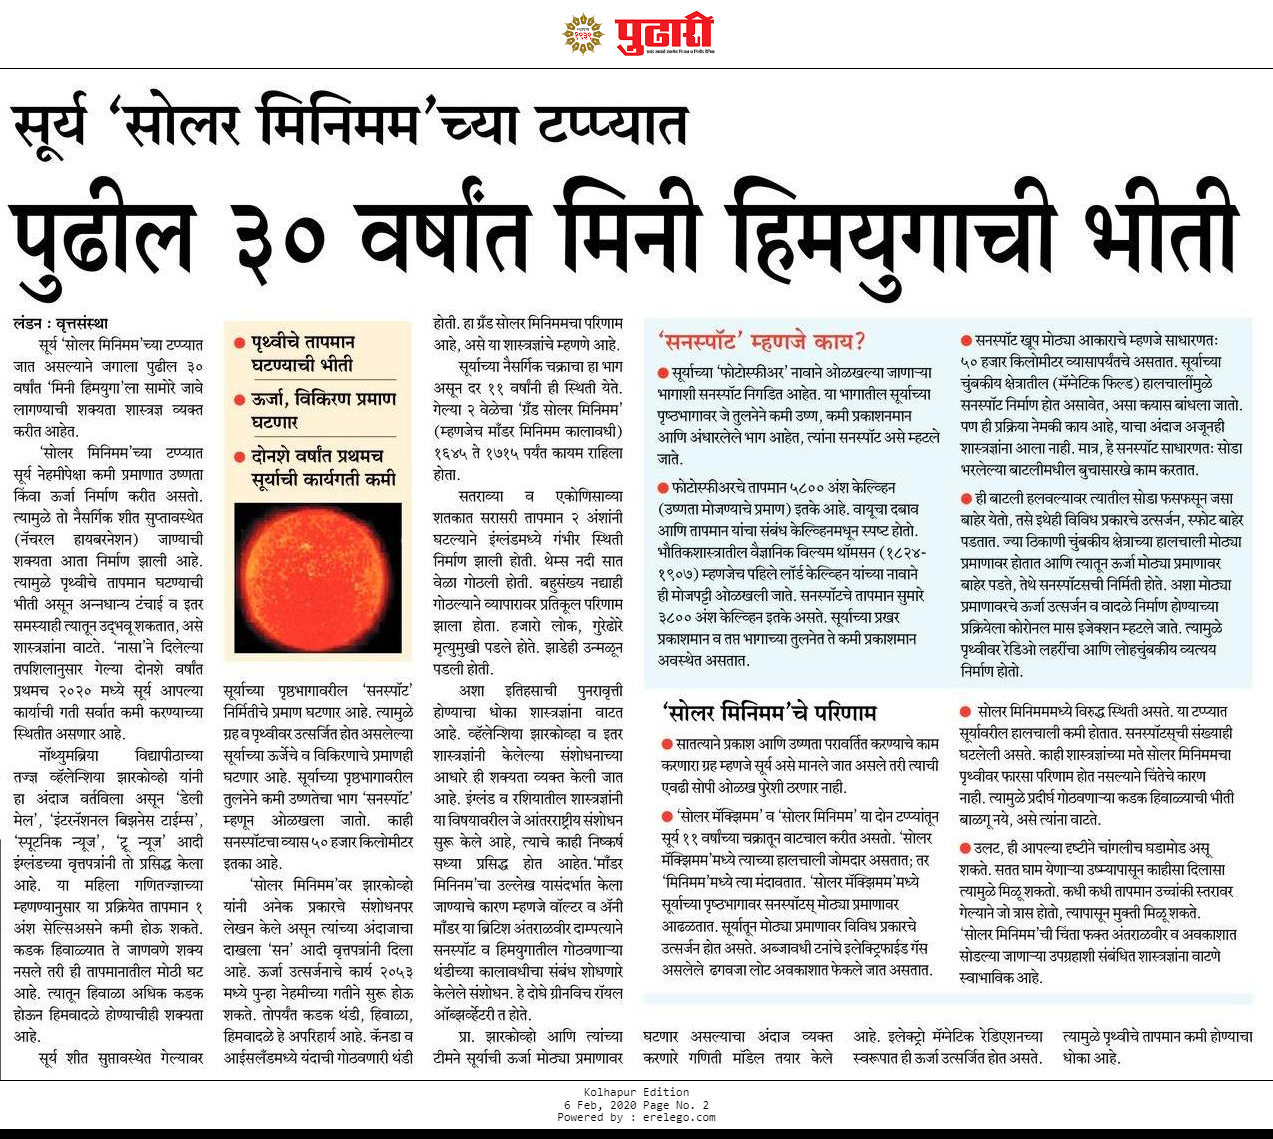 पुढारी
सूर्य ‘सोलर मिनिमम’च्या टप्प्यात
पुढील ३० वर्षांत मिनी हिमयुगाची भीती
लंडन : वृत्तसंस्था
सूर्य ‘सोलर मिनिमम’च्या टप्प्यात
जात असल्याने जगाला पुढील ३०
वर्षांत ‘मिनी हिमयुगा’ला सामोरे जावे
लागण्याची शक्यता शास्त्रज्ञ व्यक्त
करीत आहेत.
‘सोलर मिनिमम’च्या टप्प्यात
सूर्य नेहमीपेक्षा कमी प्रमाणात उष्णता
किंवा ऊर्जा निर्माण करीत असतो.
त्यामुळे तो नैसर्गिक शीत सुप्तावस्थेत
(नॅचरल हायबरनेशन) जाण्याची
शक्यता आता निर्माण झाली आहे.
त्यामुळे पृथ्वीचे तापमान घटण्याची
भीती असून अन्नधान्य टंचाई व इतर
समस्याही त्यातून उद्‌भवू शकतात, असे
शास्त्रज्ञांना वाटते. ‘नासा’ने दिलेल्या
तपशिलानुसार गेल्या दोनशे वर्षांत
प्रथमच २०२० मध्ये सूर्य आपल्या
कार्याची गती सर्वात कमी करण्याच्या
स्थितीत असणार आहे.
नॉथ्युमब्रिया विद्यापीठाच्या
तज्ज्ञ व्हॅलेन्शिया झारकोव्हो यांनी
हा अंदाज वर्तविला असून ‘डेली
मेल’, ‘इंटरनॅशनल बिझनेस टाईम्स’,
‘स्पूटनिक न्यूज’, ‘टू न्यूज’ आदी
इंग्लंडच्या वृत्तपत्रांनी तो प्रसिद्ध केला
आहे. या महिला गणितज्ज्ञाच्या
म्हणण्यानुसार या प्रक्रियेत तापमान १
अंश सेल्सिअसने कमी होऊ शकते.
कडक हिवाळ्यात ते जाणवणे शक्य
नसले तरी ही तापमानातील मोठी घट
आहे. त्यातून हिवाळा अधिक कडक
होऊन हिमवादळे होण्याचीही शक्यता
आहे.
सूर्य शीत सुप्तावस्थेत गेल्यावर
पृथ्वीचे तापमान
घटण्याची भीती
ऊर्जा, विकिरण प्रमाण
घटणार
दोनशे वर्षांत प्रथमच
सूर्याची कार्यगती कमी
सूर्याच्या पृष्ठभागावरील ‘सनस्पॉट’
निर्मितीचे प्रमाण घटणार आहे. त्यामुळे
ग्रह व पृथ्वीवर उत्सर्जित होत असलेल्या
सूर्याच्या ऊर्जेचे व विकिरणाचे प्रमाणही
घटणार आहे. सूर्याच्या पृष्ठभागावरील
तुलनेने कमी उष्णतेचा भाग ‘सनस्पॉट’
म्हणून ओळखला जातो. काही
सनस्पॉटचा व्यास ५० हजार किलोमीटर
इतका आहे.
‘सोलर मिनिमम’वर झारकोव्हो
यांनी अनेक प्रकारचे संशोधनपर
लेखन केले असून त्यांच्या अंदाजाचा
दाखला ‘सन’ आदी वृत्तपत्रांनी दिला
आहे. ऊर्जा उत्सर्जनाचे कार्य २०५३
मध्ये पुन्हा नेहमीच्या गतीने सुरू होऊ
शकते. तोपर्यंत कडक थंडी, हिवाळा,
हिमवादळे हे अपरिहार्य आहे. कॅनडा व
आईसलँडमध्ये यंदाची गोठवणारी थंडी
होती. हा ग्रँड सोलर मिनिममचा परिणाम
आहे, असे या शास्त्रज्ञांचे म्हणणे आहे.
सूर्याच्या नैसर्गिक चक्राचा हा भाग
असून दर ११ वर्षांनी ही स्थिती येते.
गेल्या २ वेळेचा ‘ग्रँड सोलर मिनिमम’
(म्हणजेच माँडर मिनिमम कालावधी)
१६४५ ते १७१५ पर्यंत कायम राहिला
होता.
सतराव्या व एकोणिसाव्या
शतकात सरासरी तापमान २ अंशांनी
घटल्याने इंग्लंडमध्ये गंभीर स्थिती
निर्माण झाली होती. थेम्स नदी सात
वेळा गोठली होती. बहुसंख्य नद्याही
गोठल्याने व्यापारावर प्रतिकूल परिणाम
झाला होता. हजारो लोक, गुरेढोरे
मृत्युमुखी पडले होते. झाडेही उन्मळून
पडली होती.
अशा इतिहासाची पुनरावृत्ती
होण्याचा धोका शास्त्रज्ञांना वाटत
आहे. व्हॅलेन्शिया झारकोव्हा व इतर
शास्त्रज्ञांनी केलेल्या संशोधनाच्या
आधारे ही शक्यता व्यक्त केली जात
आहे. इंग्लंड व रशियातील शास्त्रज्ञांनी
या विषयावरील जे आंतरराष्ट्रीय संशोधन
सुरू केले आहे, त्याचे काही निष्कर्ष
सध्या प्रसिद्ध होत आहेत.‘माँडर
मिनिनम’चा उल्लेख यासंदर्भात केला
जाण्याचे कारण म्हणजे वॉल्टर व अ‍ॅनी
माँडर या ब्रिटिश अंतराळवीर दाम्पत्याने
सनस्पॉट व हिमयुगातील गोठवणाऱ्या
थंडीच्या कालावधीचा संबंध शोधणारे
केलेले संशोधन. हे दोघे ग्रीनविच रॉयल
ऑब्झर्व्हेटरी त होते.
प्रा. झारकोव्हो आणि त्यांच्या
टीमने सूर्याची ऊर्जा मोठ्या प्रमाणावर
‘सनस्पॉट’ म्हणजे काय?
सूर्याच्या ‘फोटोस्फीअर’ नावाने ओळखल्या जाणाऱ्या
भागाशी सनस्पॉट निगडित आहेत. या भागातील सूर्याच्या
पृष्ठभागावर जे तुलनेने कमी उष्ण, कमी प्रकाशनमान
आणि अंधारलेले भाग आहेत, त्यांना सनस्पॉट असे म्हटले
जाते.
फोटोस्फीअरचे तापमान ५८०० अंश केल्व्हिन
(उष्णता मोजण्याचे प्रमाण) इतके आहे. वायूचा दबाव
आणि तापमान यांचा संबंध केल्व्हिनमधून स्पष्ट होतो.
भौतिकशास्त्रातील वैज्ञानिक विल्यम थॉमसन (१८२४-
१९०७) म्हणजेच पहिले लॉर्ड केल्व्हिन यांच्या नावाने
ही मोजपट्टी ओळखली जाते. सनस्पॉटचे तापमान सुमारे
३८०० अंश केल्व्हिन इतके असते. सूर्याच्या प्रखर
प्रकाशमान व तप्त भागाच्या तुलनेत ते कमी प्रकाशमान
अवस्थेत असतात.
सनस्पॉट खूप मोठ्या आकाराचे म्हणजे साधारणतः
५० हजार किलोमीटर व्यासापर्यंतचे असतात. सूर्याच्या
चुंबकीय क्षेत्रातील (मॅग्नेटिक फिल्ड) हालचालींमुळे
सनस्पॉट निर्माण होत असावेत, असा कयास बांधला जातो.
पण ही प्रक्रिया नेमकी काय आहे, याचा अंदाज अजूनही
शास्त्रज्ञांना आला नाही. मात्र, हे सनस्पॉट साधारणतः सोडा
भरलेल्या बाटलीमधील बुचासारखे काम करतात.
ही बाटली हलवल्यावर त्यातील सोडा फसफसून जसा
बाहेर येतो, तसे इथेही विविध प्रकारचे उत्सर्जन, स्फोट बाहेर
पडतात. ज्या ठिकाणी चुंबकीय क्षेत्राच्या हालचाली मोठ्या
प्रमाणावर होतात आणि त्यातून ऊर्जा मोठ्या प्रमाणावर
बाहेर पडते, तेथे सनस्पॉटसची निर्मिती होते. अशा मोठ्या
प्रमाणावरचे ऊर्जा उत्सर्जन व वादळे निर्माण होण्याच्या
प्रक्रियेला कोरोनल मास इजेक्शन म्हटले जाते. त्यामुळे
पृथ्वीवर रेडिओ लहरींचा आणि लोहचुंबकीय व्यत्यय
निर्माण होतो.
‘सोलर मिनिमम’चे परिणाम
सातत्याने प्रकाश आणि उष्णता परावर्तित करण्याचे काम
करणारा ग्रह म्हणजे सूर्य असे मानले जात असले तरी त्याची
एवढी सोपी ओळख पुरेशी ठरणार नाही.
‘सोलर मॅक्झिमम’ व ‘सोलर मिनिमम’ या दोन टप्प्यांतून
सूर्य ११ वर्षांच्या चक्रातून वाटचाल करीत असतो. ‘सोलर
मॅक्झिमम’मध्ये त्याच्या हालचाली जोमदार असतात; तर
‘मिनिमम’मध्ये त्या मंदावतात. ‘सोलर मॅक्झिमम’मध्ये
सूर्याच्या पृष्ठभागावर सनस्पॉटस् मोठ्या प्रमाणावर
आढळतात. सूर्यातून मोठ्या प्रमाणावर विविध प्रकारचे
उत्सर्जन होत असते. अब्जावधी टनांचे इलेक्ट्रिफाईड गॅस
असलेले ढगवजा लोट अवकाशात फेकले जात असतात.
सोलर मिनिमममध्ये विरुद्ध स्थिती असते. या टप्प्यात
सूर्यावरील हालचाली कमी होतात. सनस्पॉटस्ची संख्याही
घटलेली असते. काही शास्त्रज्ञांच्या मते सोलर मिनिममचा
पृथ्वीवर फारसा परिणाम होत नसल्याने चिंतेचे कारण
नाही. त्यामुळे प्रदीर्घ गोठवणाऱ्या कडक हिवाळ्याची भीती
बाळगू नये, असे त्यांना वाटते.
उलट, ही आपल्या दृष्टीने चांगलीच घडामोड असू
शकते. सतत घाम येणाऱ्या उष्म्यापासून काहीसा दिलासा
त्यामुळे मिळू शकतो. कधी कधी तापमान उच्चांकी स्तरावर
गेल्याने जो त्रास होतो, त्यापासून मुक्ती मिळू शकते.
‘सोलर मिनिमम’ची चिंता फक्त अंतराळवीर व अवकाशात
सोडल्या जाणाऱ्या उपग्रहाशी संबंधित शास्त्रज्ञांना वाटणे
स्वाभाविक आहे.
घटणार असल्याचा अंदाज व्यक्त
करणारे गणिती मॉडेल तयार केले
आहे. इलेक्ट्रो मॅग्नेटिक रेडिएशनच्या
स्वरूपात ही ऊर्जा उत्सर्जित होत असते.
त्यामुळे पृथ्वीचे तापमान कमी होण्याचा
धोका आहे.
Kolhapur Edition
6 Feb, 2020 Page No. 2
Powered by : erelego.com